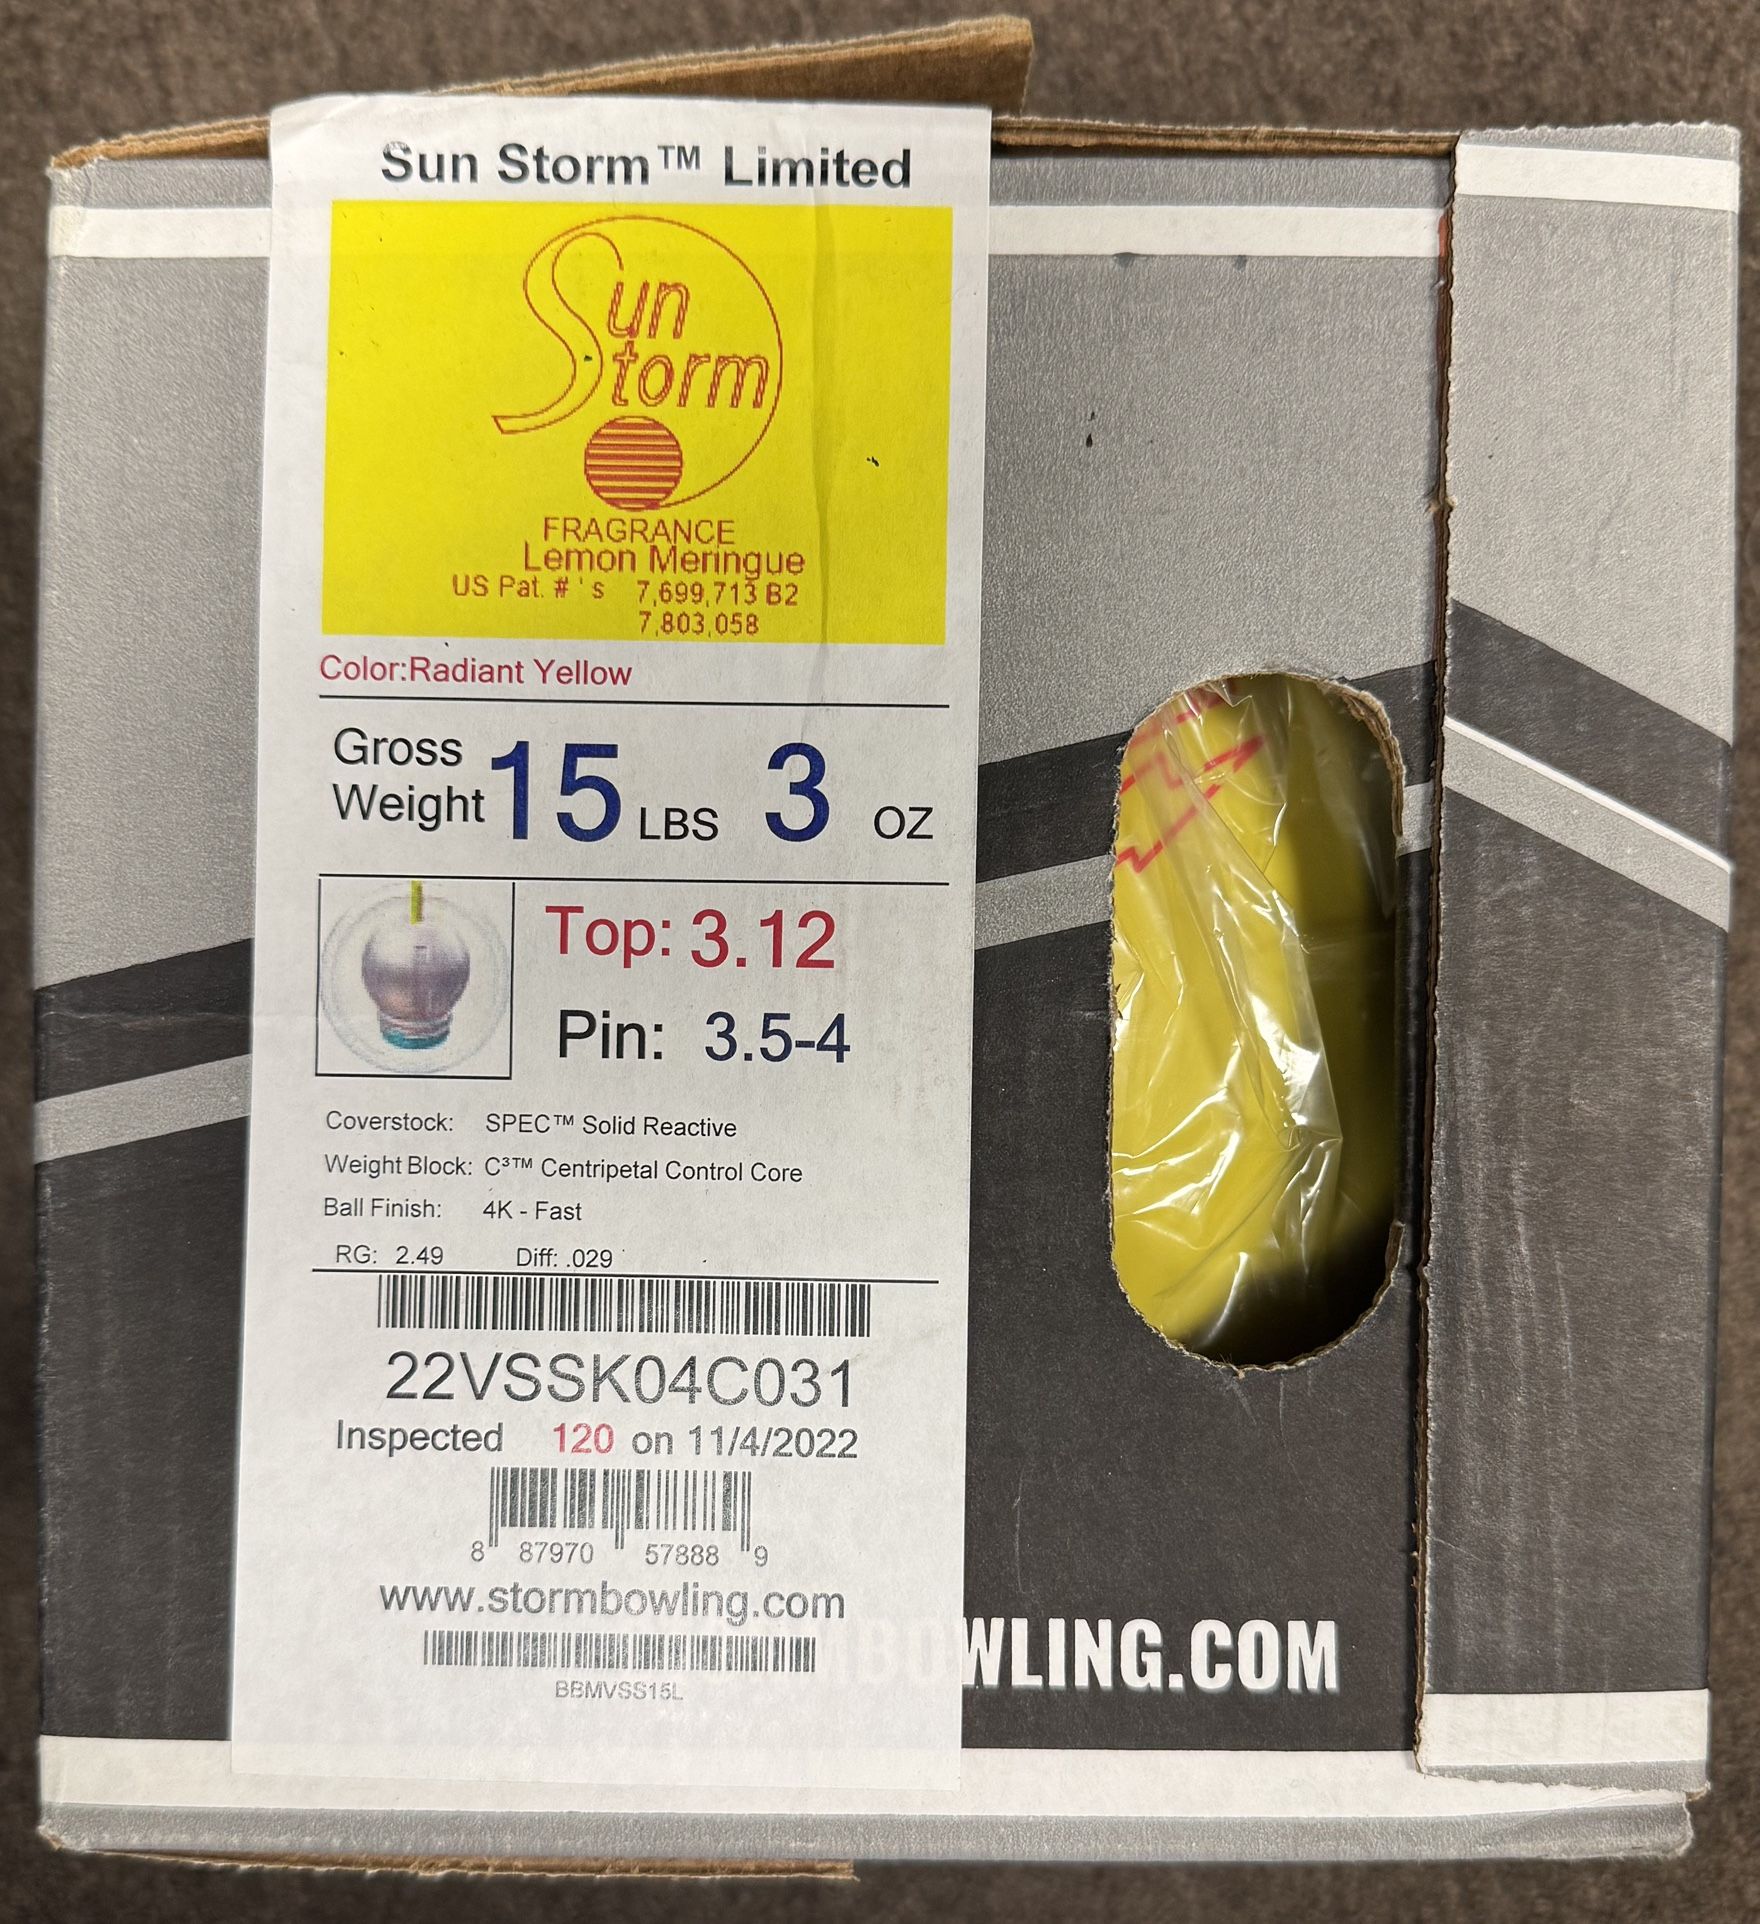 Sun Storm™ Limited
Sun
Storm
FRAGRANCE
Lemon Meringue
US Pat. # ' s 7,699,713 B2
7,803,058
Color:Radiant Yellow
Gross Weight 15 LBS 3 OZ
Top: 3.12
Pin: 3.5-4
Coverstock: SPEC™ Solid Reactive
Weight Block: C³™ Centripetal Control Core
Ball Finish: 4K - Fast
RG: 2.49 Diff: .029
22VSSK04C031
Inspected 120 on 11/4/2022
8 87970 57888 9
www.stormbowling.com
BBMVSS15L
BOWLING.COM